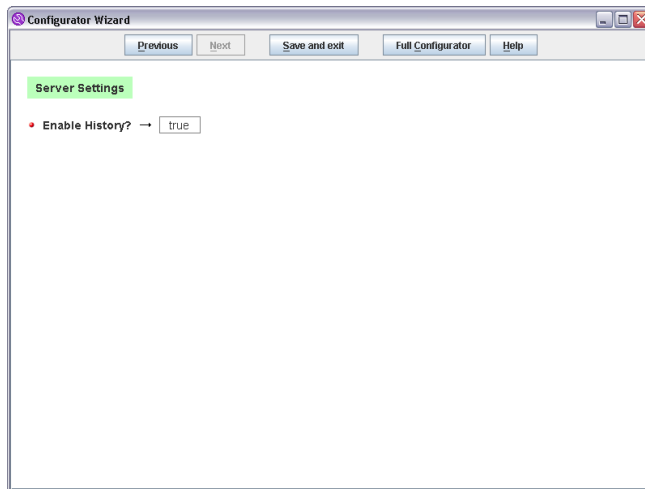 Configurator Wizard
Previous Next Save and exit Full Configurator Help
Server Settings
Enable History? → true